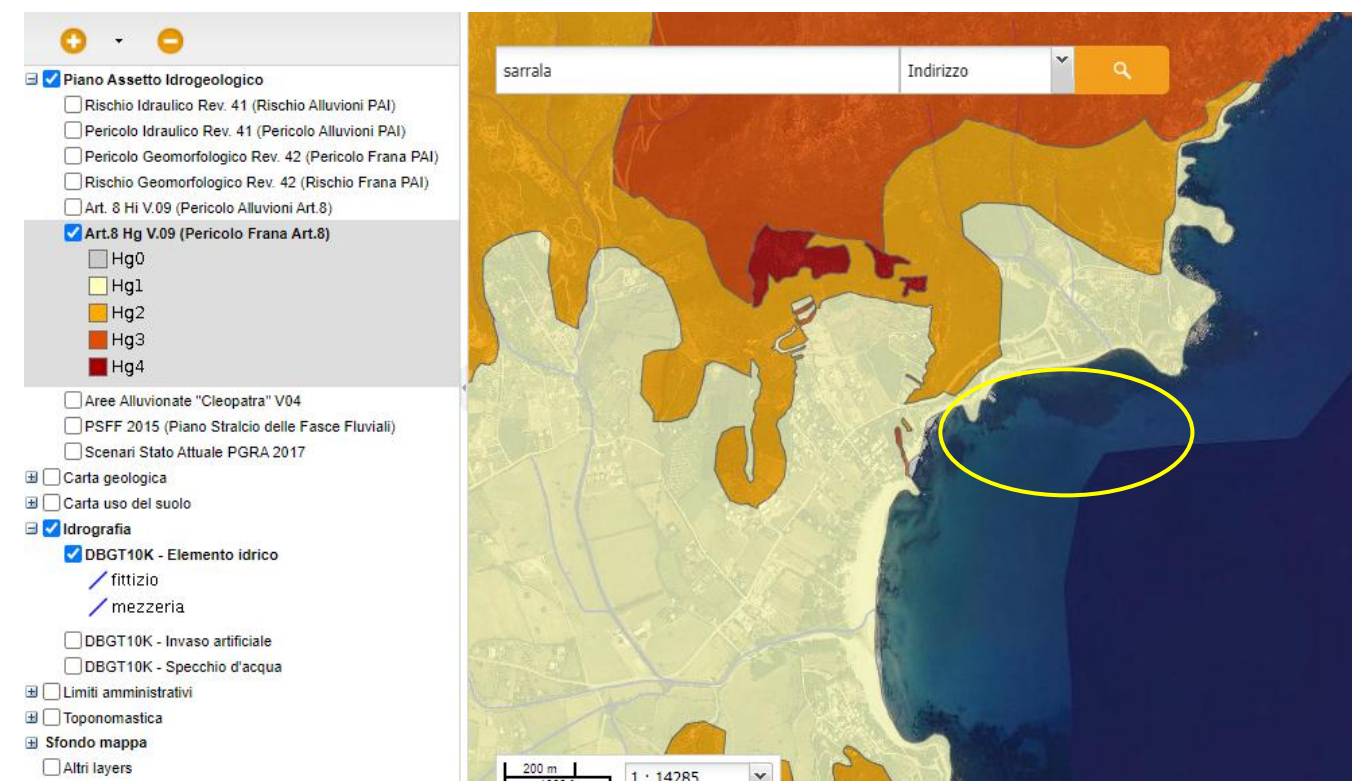 sarrala
Indirizzo
Piano Assetto Idrogeologico
Rischio Idraulico Rev. 41 (Rischio Alluvioni PAI)
Pericolo Idraulico Rev. 41 (Pericolo Alluvioni PAI)
Pericolo Geomorfologico Rev. 42 (Pericolo Frana PAI)
Rischio Geomorfologico Rev. 42 (Rischio Frana PAI)
Art. 8 Hi V.09 (Pericolo Alluvioni Art.8)
Art.8 Hg V.09 (Pericolo Frana Art.8)
Hg0
Hg1
Hg2
Hg3
Hg4
Aree Alluvionate "Cleopatra" V04
PSFF 2015 (Piano Stralcio delle Fasce Fluviali)
Scenari Stato Attuale PGRA 2017
Carta geologica
Carta uso del suolo
Idrografia
DBGT10K - Elemento idrico
fittizio
mezzeria
DBGT10K - Invaso artificiale
DBGT10K - Specchio d'acqua
Limiti amministrativi
Toponomastica
Sfondo mappa
Altri layers
200 m
1 : 14285